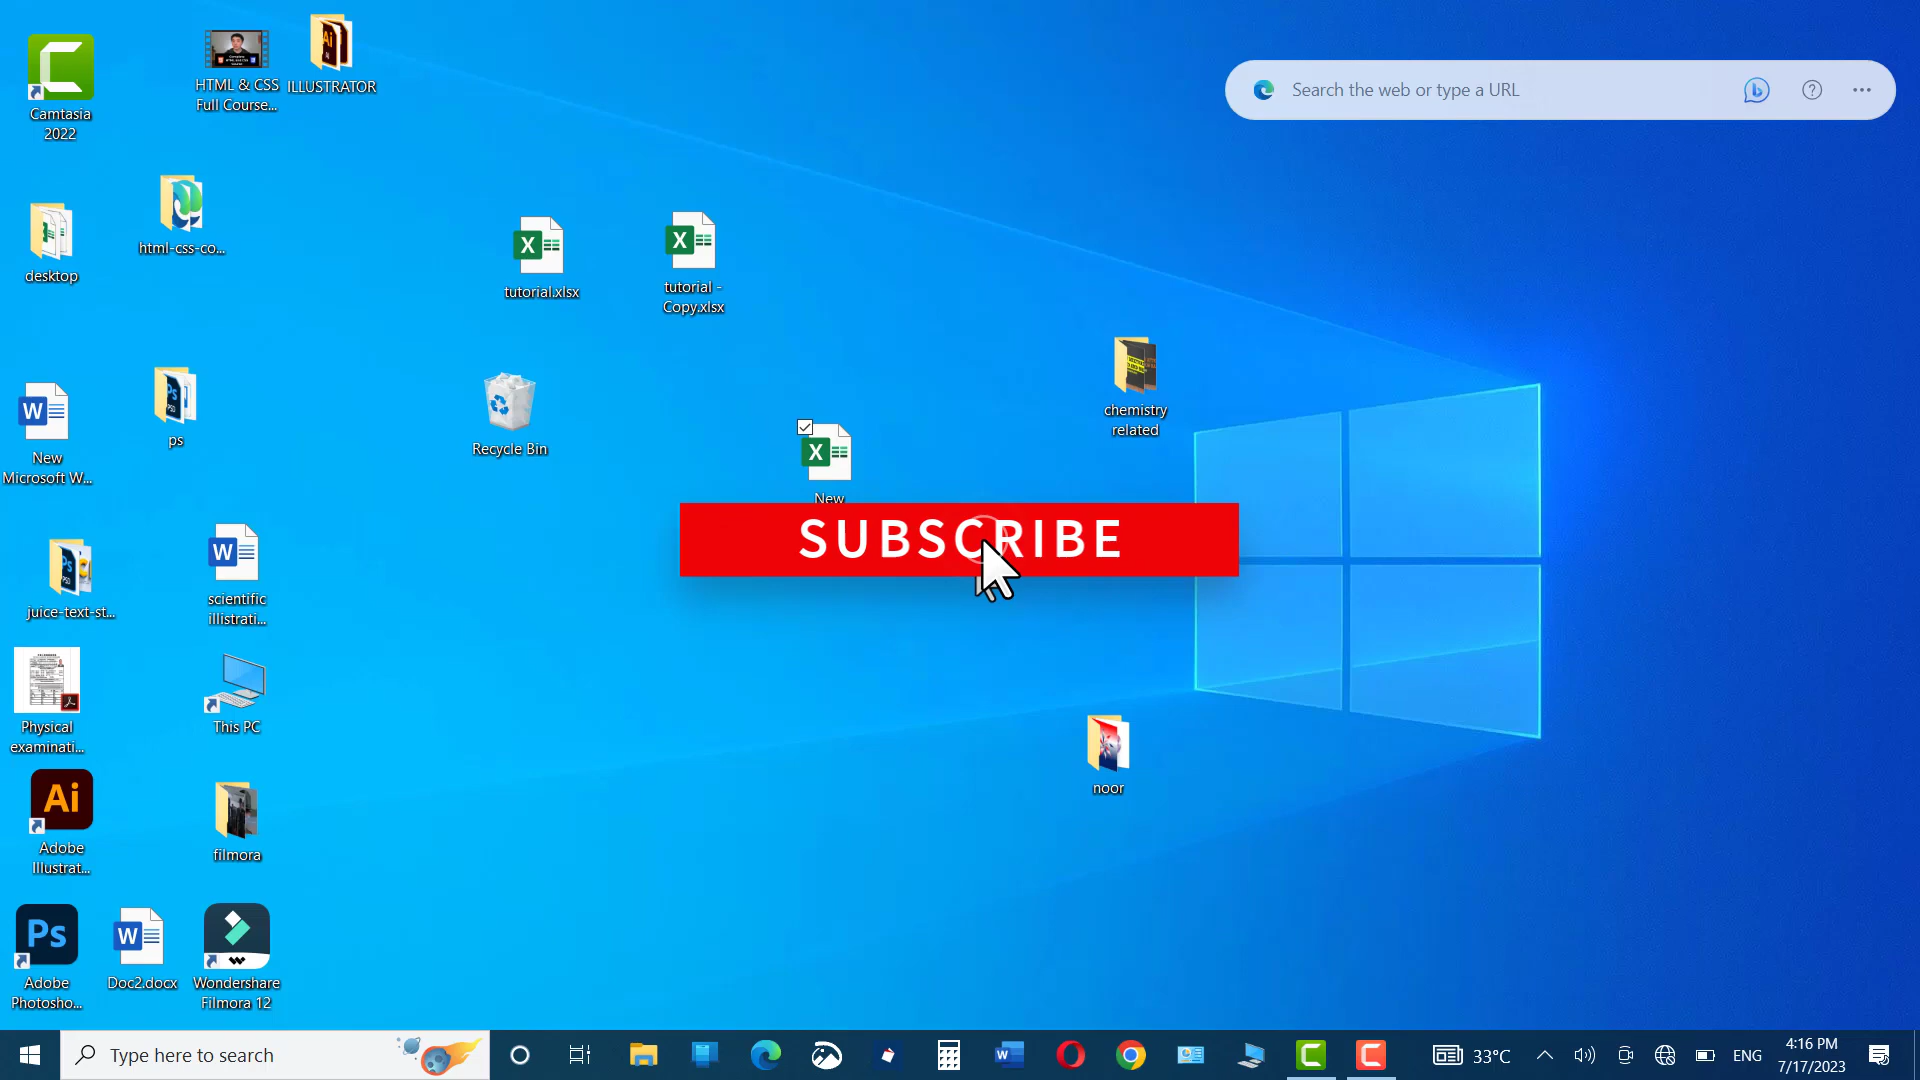 Camtasia
2022
HTML & CSS
Full Course...
ILLUSTRATOR
Search the web or type a URL
desktop
html-css-co...
tutorial.xlsx
tutorial -
Copy.xlsx
New
Microsoft W...
ps
Recycle Bin
New
chemistry
related
SUBSCRIBE
juice-text-st...
scientific
illistrati...
Physical
examinati...
This PC
noor
Ai
Adobe
Illustrat...
filmora
Ps
Adobe
Photosho...
Doc2.docx
Wondershare
Filmora 12
Type here to search
33°C
ENG
4:16 PM
7/17/2023